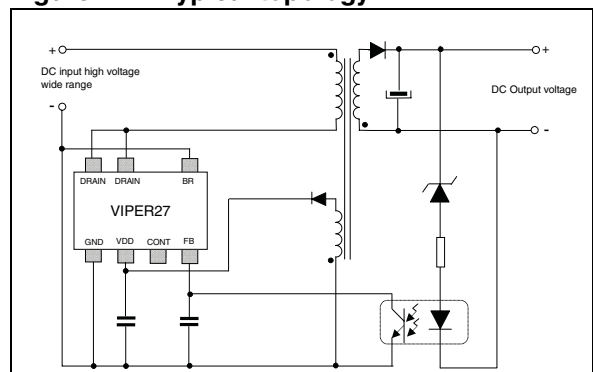 +
DC input high voltage
wide range
-
+
DC Output voltage
-
DRAIN DRAIN BR
VIPER27
GND VDD CONT FB